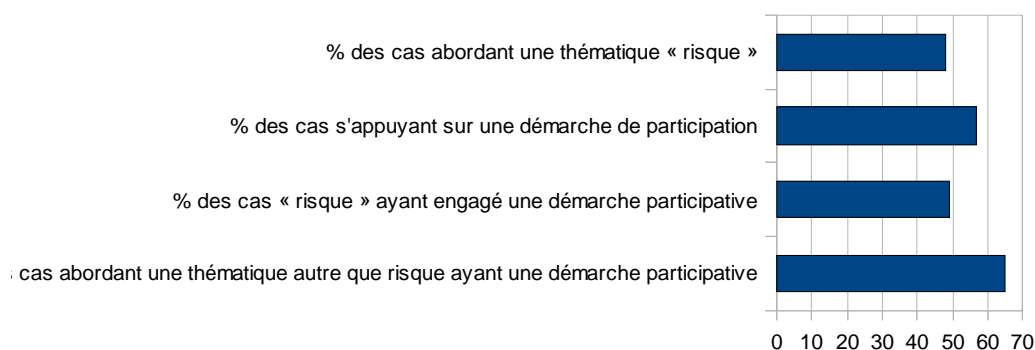 % des cas abordant une thématique « risque »
% des cas s'appuyant sur une démarche de participation
% des cas « risque » ayant engagé une démarche participative
cas abordant une thématique autre que risque ayant une démarche participative
0 10 20 30 40 50 60 70